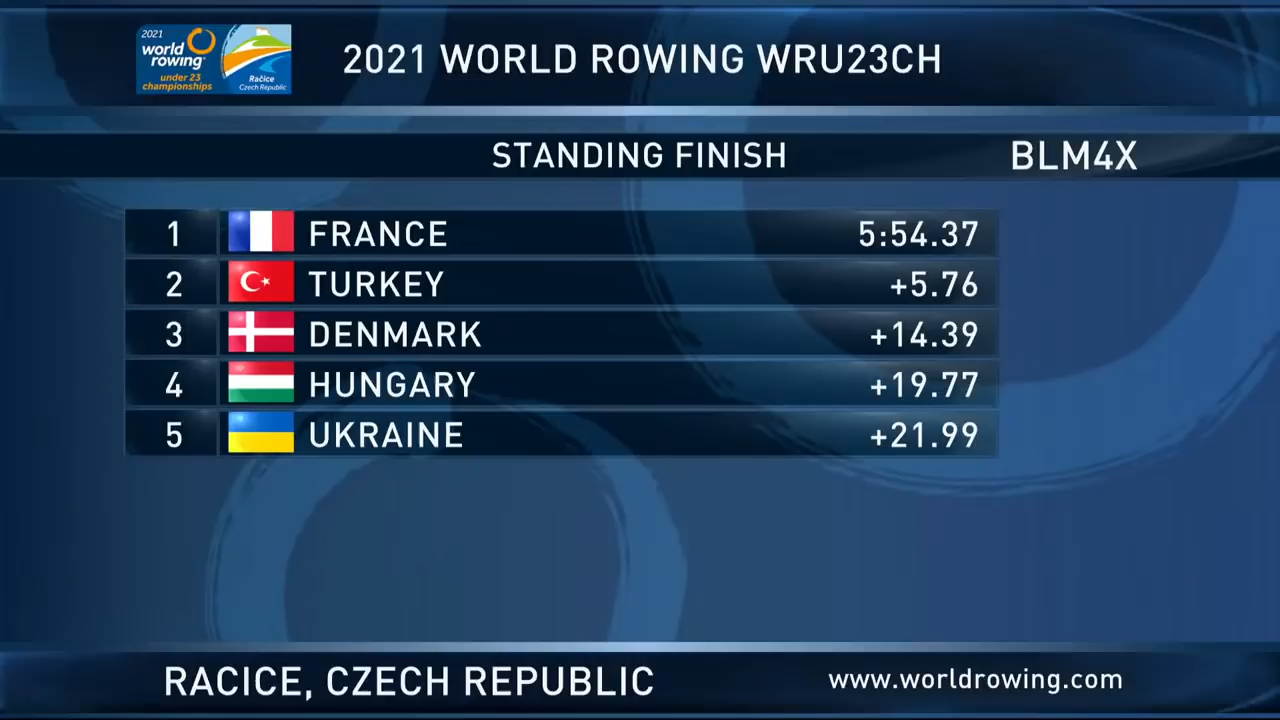 2021
world
rowing
under 23
championships
Račice
Czech Republic
2021 WORLD ROWING WRU23CH
STANDING FINISH BLM4X
1 FRANCE 5:54.37
2 TURKEY +5.76
3 DENMARK +14.39
4 HUNGARY +19.77
5 UKRAINE +21.99
RACICE, CZECH REPUBLIC www.worldrowing.com